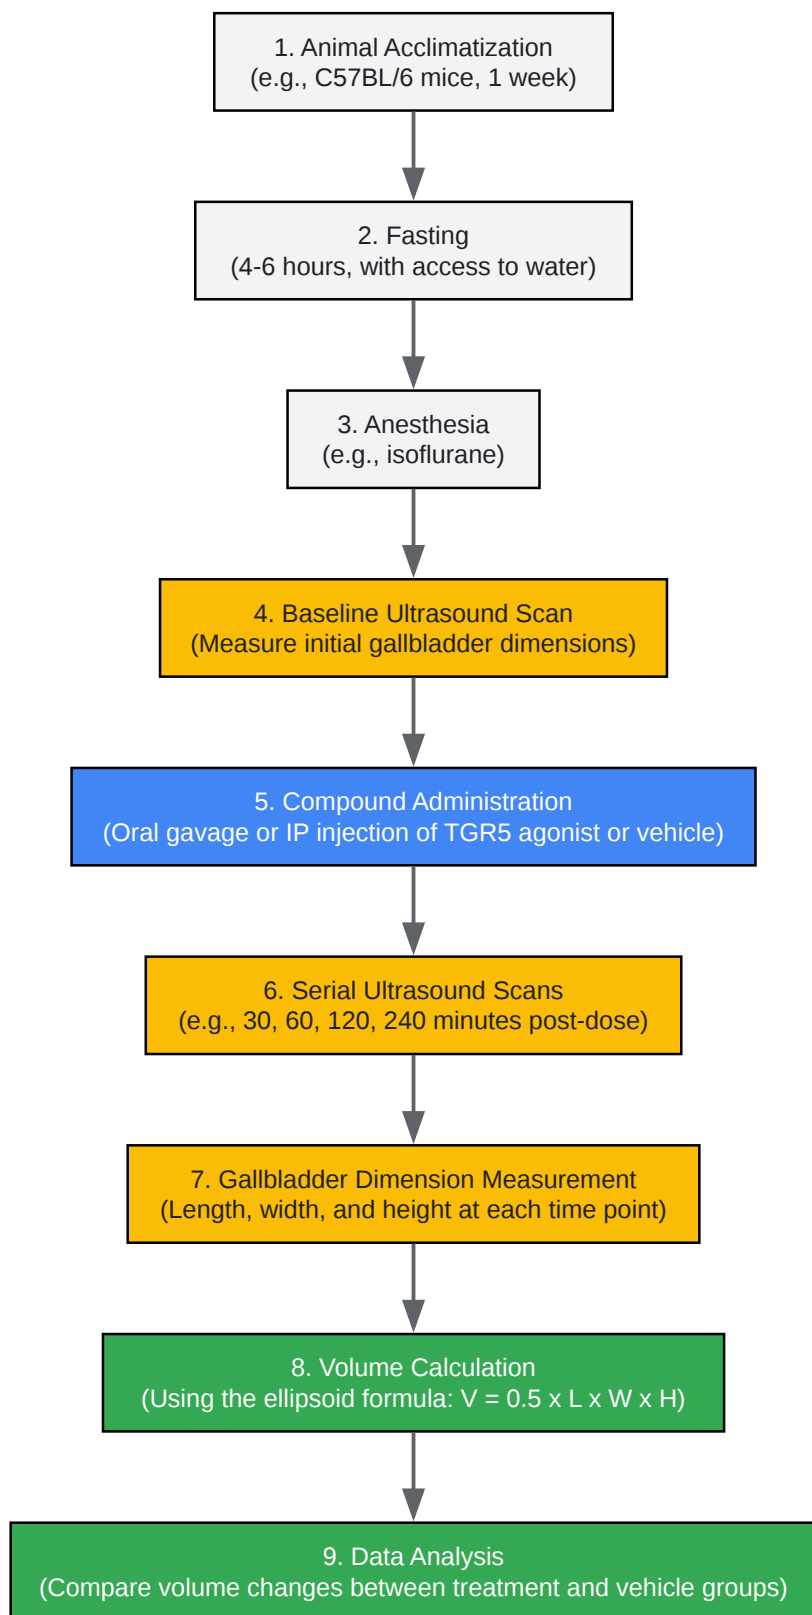 1. Animal Acclimatization
(e.g., C57BL/6 mice, 1 week)
2. Fasting
(4-6 hours, with access to water)
3. Anesthesia
(e.g., isoflurane)
4. Baseline Ultrasound Scan
(Measure initial gallbladder dimensions)
5. Compound Administration
(Oral gavage or IP injection of TGR5 agonist or vehicle)
6. Serial Ultrasound Scans
(e.g., 30, 60, 120, 240 minutes post-dose)
7. Gallbladder Dimension Measurement
(Length, width, and height at each time point)
8. Volume Calculation
(Using the ellipsoid formula: V = 0.5 x L x W x H)
9. Data Analysis
(Compare volume changes between treatment and vehicle groups)